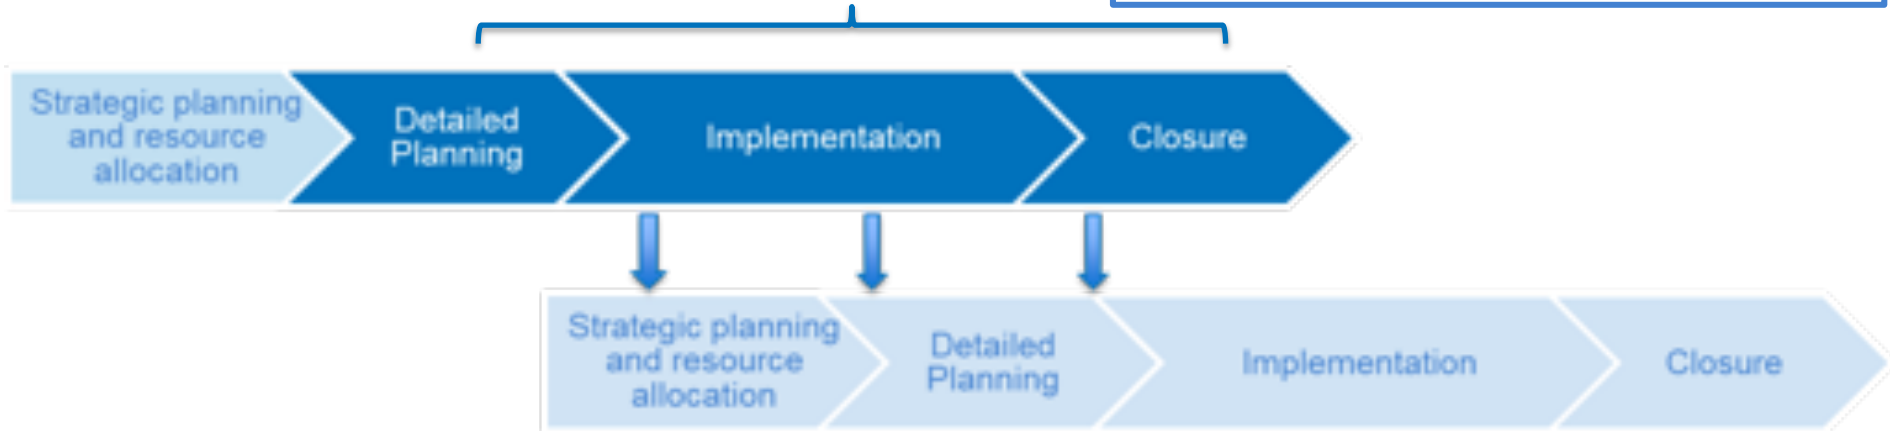 Strategic planning
and resource
allocation
Detailed
Planning
Implementation
Closure
Strategic planning
and resource
allocation
Detailed
Planning
Implementation
Closure